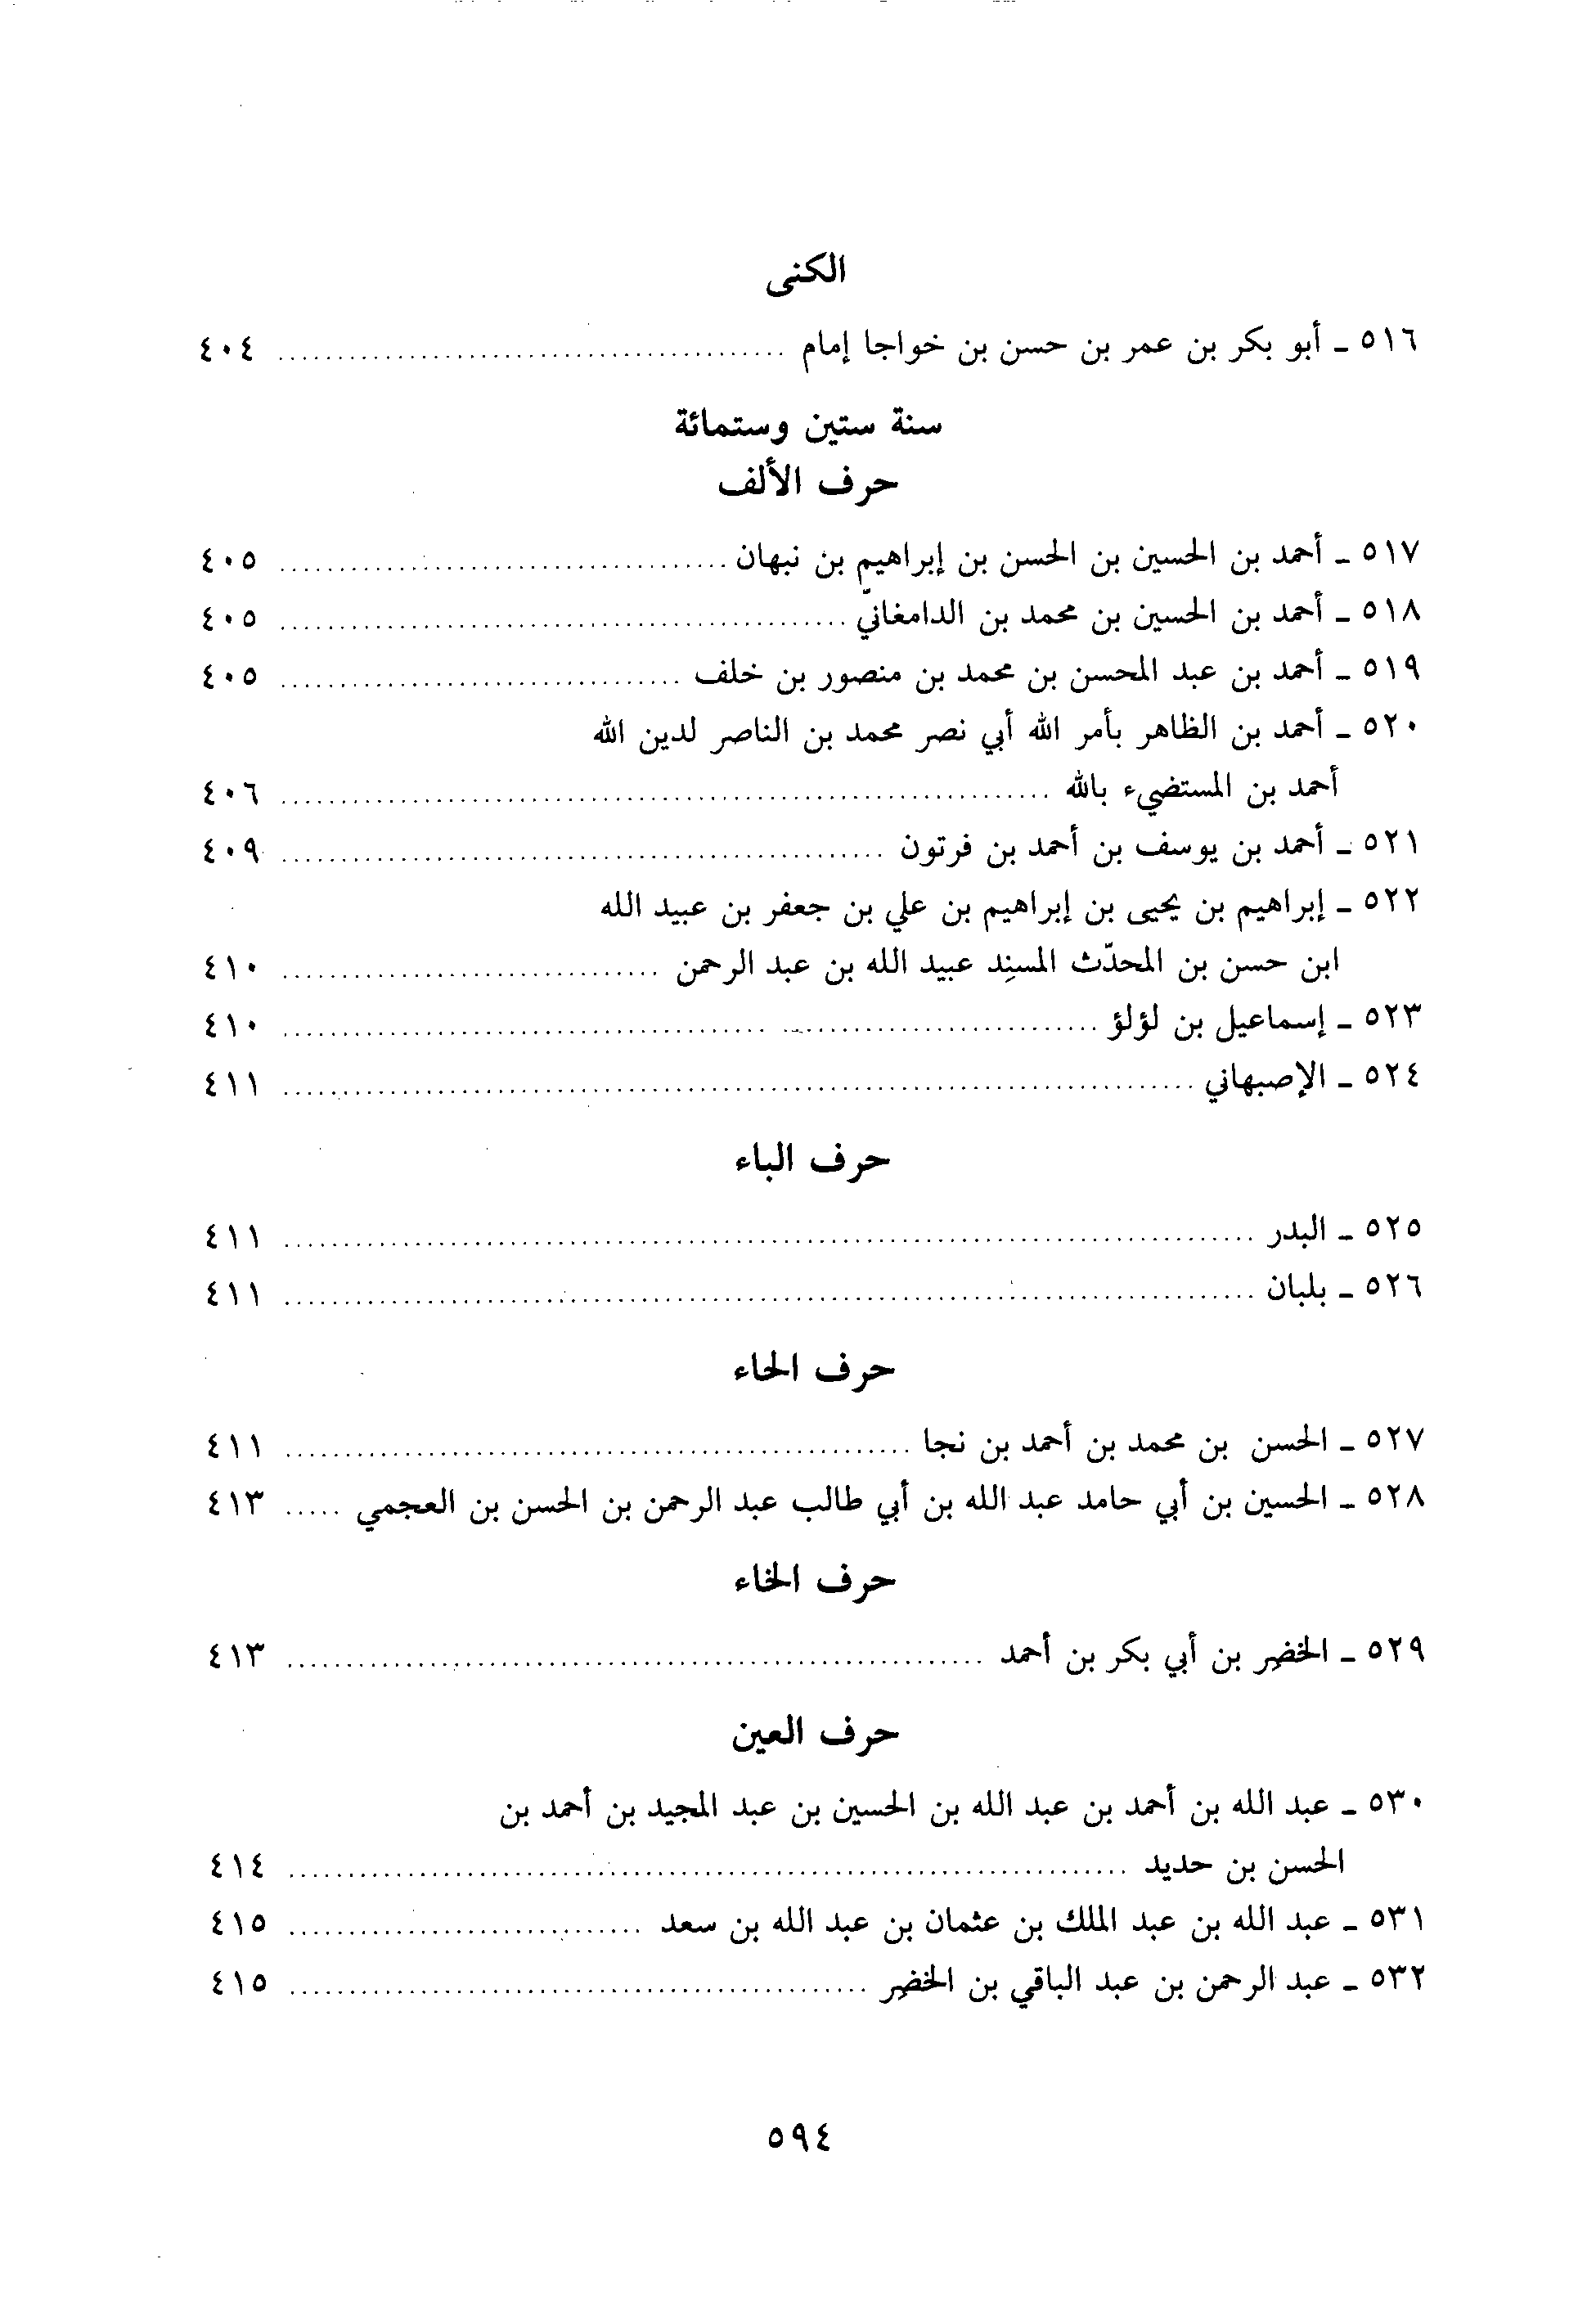 الكنى
٥١٦ ـ أبو بكر بن عمر بن حسن بن خواجا إمام ........ ٤٠٤
سنة ستين وستمائة
حرف الألف
٥١٧ ـ أحمد بن الحسين بن الحسن بن إبراهيم بن نبهان ........ ٤٠٥
٥١٨ ـ أحمد بن الحسين بن محمد بن الدامغانيّ ........ ٤٠٥
٥١٩ ـ أحمد بن عبد المحسن بن محمد بن منصور بن خلف ........ ٤٠٥
٥٢٠ ـ أحمد بن الظاهر بأمر الله أبي نصر محمد بن الناصر لدين الله
أحمد بن المستضيء بالله ........ ٤٠٦
٥٢١ ـ أحمد بن يوسف بن أحمد بن فرتون ........ ٤٠٩
٥٢٢ ـ إبراهيم بن يحيى بن إبراهيم بن علي بن جعفر بن عبيد الله
ابن حسن بن المحدّث المسنِد عبيد الله بن عبد الرحمن ........ ٤١٠
٥٢٣ ـ إسماعيل بن لؤلؤ ........ ٤١٠
٥٢٤ ـ الإصبهاني ........ ٤١١
حرف الباء
٥٢٥ ـ البدر ........ ٤١١
٥٢٦ ـ بلبان ........ ٤١١
حرف الحاء
٥٢٧ ـ الحسن بن محمد بن أحمد بن نجا ........ ٤١١
٥٢٨ ـ الحسين بن أبي حامد عبد الله بن أبي طالب عبد الرحمن بن الحسن بن العجمي ..... ٤١٣
حرف الخاء
٥٢٩ ـ الخضِر بن أبي بكر بن أحمد ........ ٤١٣
حرف العين
٥٣٠ ـ عبد الله بن أحمد بن عبد الله بن الحسين بن عبد المجيد بن أحمد بن
الحسن بن حديد ........ ٤١٤
٥٣١ ـ عبد الله بن عبد الملك بن عثمان بن عبد الله بن سعد ........ ٤١٥
٥٣٢ ـ عبد الرحمن بن عبد الباقي بن الخضِر ........ ٤١٥
٥٩٤